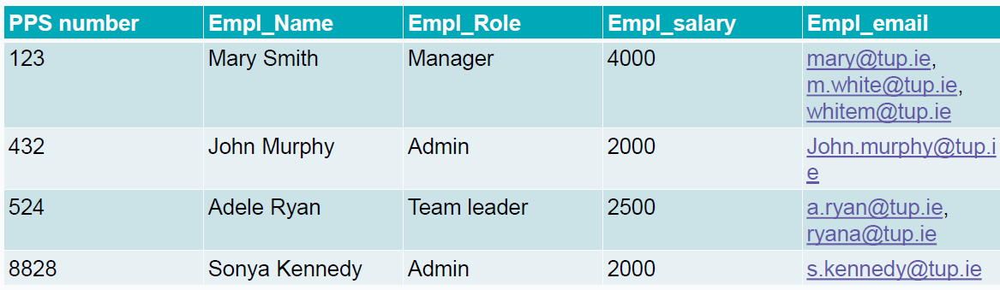 PPS number Empl_Name Empl_Role Empl_salary Empl_email
123 Mary Smith Manager 4000 mary@tup.ie,
m.white@tup.ie,
whitem@tup.ie
432 John Murphy Admin 2000 John.murphy@tup.i
e
524 Adele Ryan Team leader 2500 a.ryan@tup.ie,
ryana@tup.ie
8828 Sonya Kennedy Admin 2000 s.kennedy@tup.ie